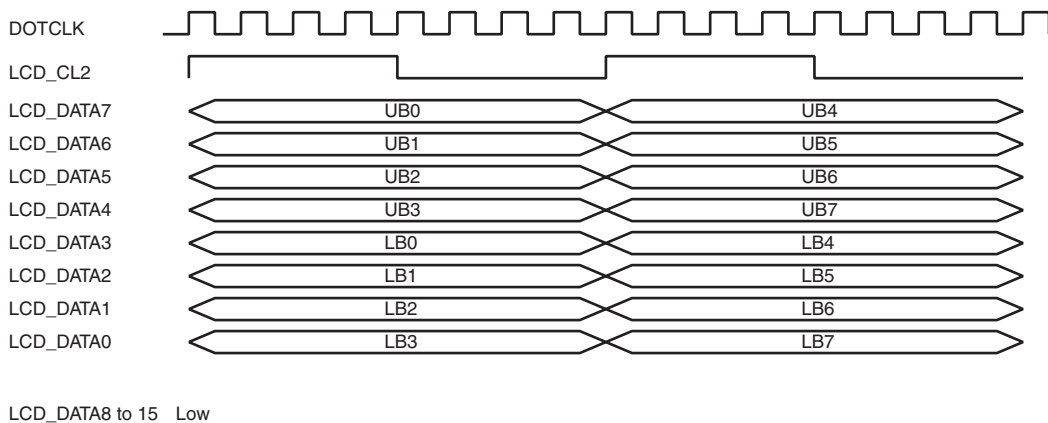 DOTCLK
LCD_CL2
LCD_DATA7 UB0 UB4
LCD_DATA6 UB1 UB5
LCD_DATA5 UB2 UB6
LCD_DATA4 UB3 UB7
LCD_DATA3 LB0 LB4
LCD_DATA2 LB1 LB5
LCD_DATA1 LB2 LB6
LCD_DATA0 LB3 LB7
LCD_DATA8 to 15 Low